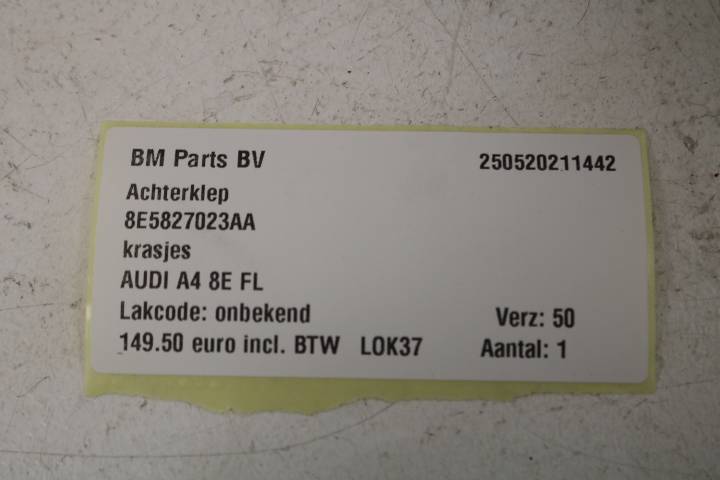 BM Parts BV 250520211442
Achterklep
8E5827023AA
krasjes
AUDI A4 8E FL
Lakcode: onbekend Verz: 50
149.50 euro incl. BTW LOK37 Aantal: 1